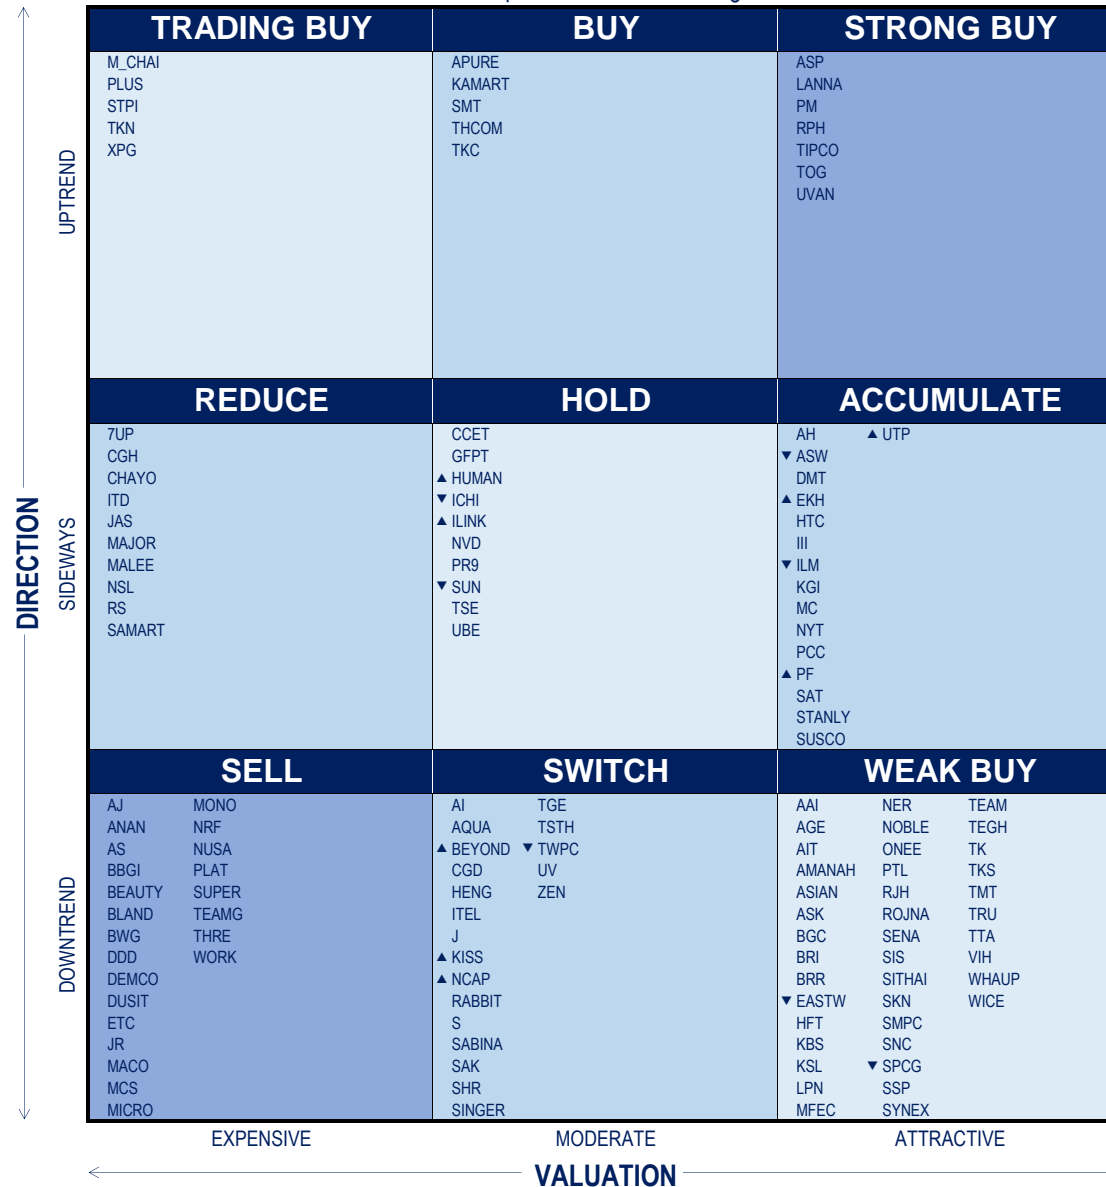 TRADING BUY
M_CHAI
PLUS
STPI
TKN
XPG
BUY
APURE
KAMART
SMT
THCOM
TKC
STRONG BUY
ASP
LANNA
PM
RPH
TIPCO
TOG
UVAN
UPTREND
REDUCE
7UP
CGH
CHAYO
ITD
JAS
MAJOR
MALEE
NSL
RS
SAMART
HOLD
CCET
GFPT
▲ HUMAN
▼ ICHI
▲ ILINK
NVD
PR9
▼ SUN
TSE
UBE
ACCUMULATE
AH
▼ ASW
DMT
▲ EKH
HTC
III
▼ ILM
KGI
MC
NYT
PCC
▲ PF
SAT
STANLY
SUSCO
▲ UTP
DIRECTION
SIDEWAYS
SELL
AJ
ANAN
AS
BBGI
BEAUTY
BLAND
BWG
DDD
DEMCO
DUSIT
ETC
JR
MACO
MCS
MICRO
MONO
NRF
NUSA
PLAT
SUPER
TEAMG
THRE
WORK
SWITCH
AI
AQUA
▲ BEYOND
CGD
HENG
ITEL
J
▲ KISS
▲ NCAP
RABBIT
S
SABINA
SAK
SHR
SINGER
TGE
TSTH
▼ TWPC
UV
ZEN
WEAK BUY
AAI
AGE
AIT
AMANAH
ASIAN
ASK
BGC
BRI
BRR
▼ EASTW
HFT
KBS
KSL
LPN
MFEC
NER
NOBLE
ONEE
PTL
RJH
ROJNA
SENA
SIS
SITHAI
SKN
SMPC
SNC
▼ SPCG
SSP
SYNEX
TEAM
TEGH
TK
TKS
TMT
TRU
TTA
VIH
WHAUP
WICE
DOWNTREND
EXPENSIVE
MODERATE
ATTRACTIVE
VALUATION